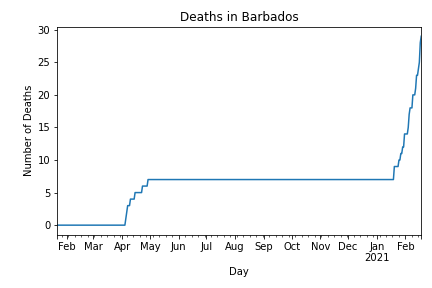 Deaths in Barbados
30
25
20
15
10
5
0
Number of Deaths
Feb Mar Apr May Jun Jul Aug Sep Oct Nov Dec Jan Feb
2021
Day